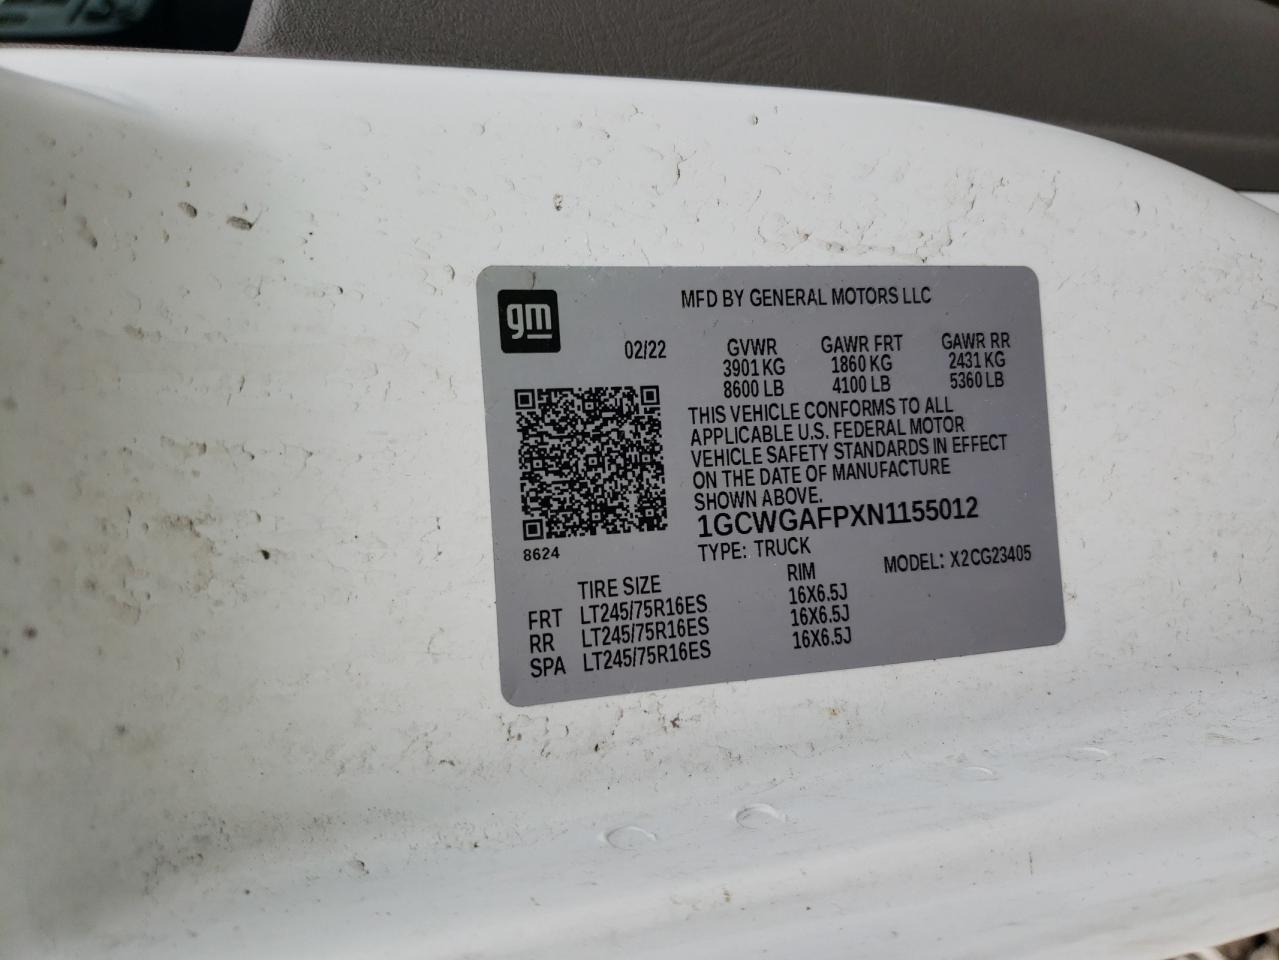 gm
MFD BY GENERAL MOTORS LLC
02/22
GVWR GAWR FRT GAWR RR
3901 KG 1860 KG 2431 KG
8600 LB 4100 LB 5360 LB
THIS VEHICLE CONFORMS TO ALL
APPLICABLE U.S. FEDERAL MOTOR
VEHICLE SAFETY STANDARDS IN EFFECT
ON THE DATE OF MANUFACTURE
SHOWN ABOVE.
1GCWGAFPXN1155012
8624
TYPE: TRUCK MODEL: X2CG23405
TIRE SIZE RIM
FRT LT245/75R16ES 16X6.5J
RR LT245/75R16ES 16X6.5J
SPA LT245/75R16ES 16X6.5J